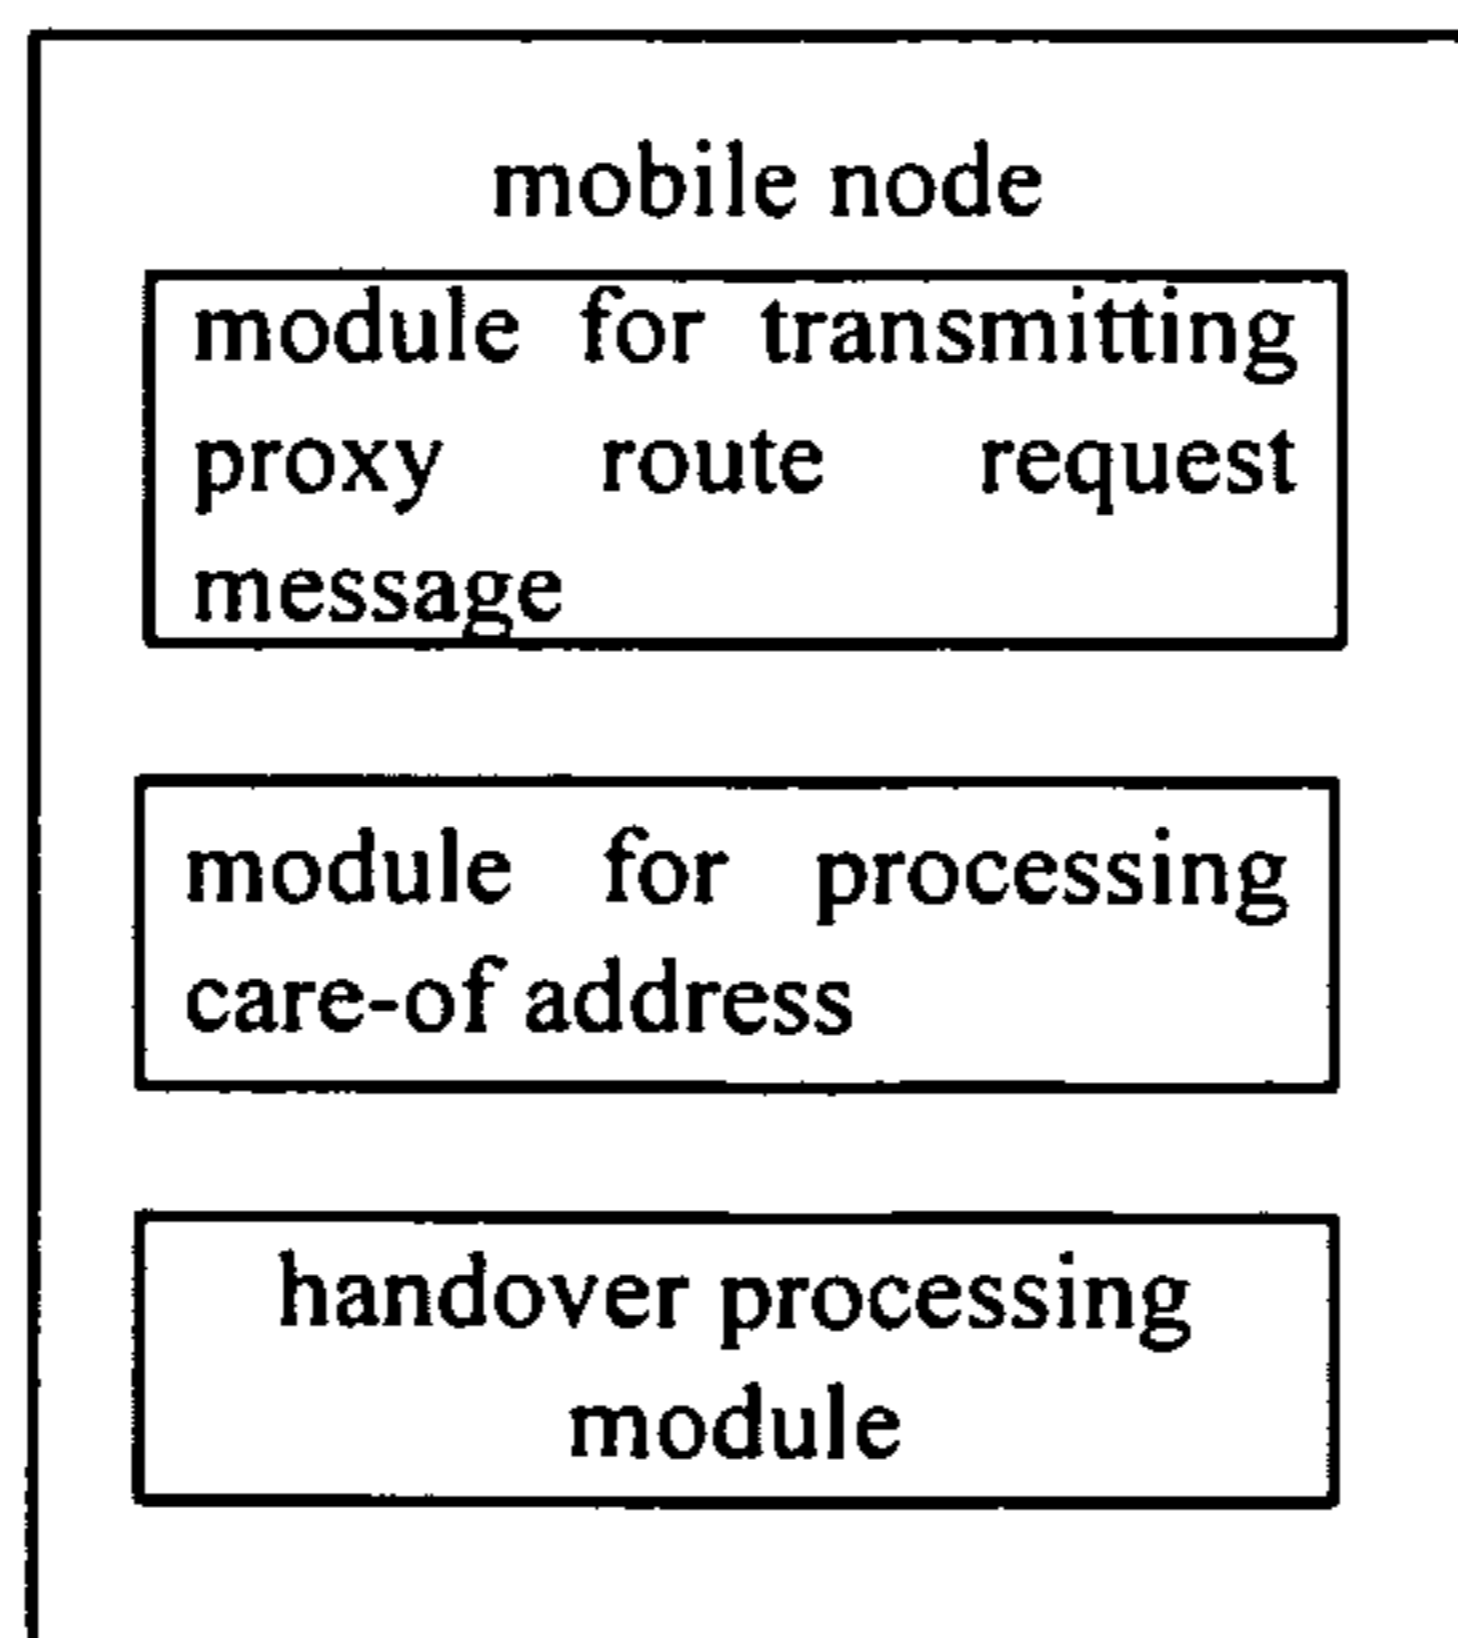 mobile node
module for transmitting
proxy route request
message
module for processing
care-of address
handover processing
module